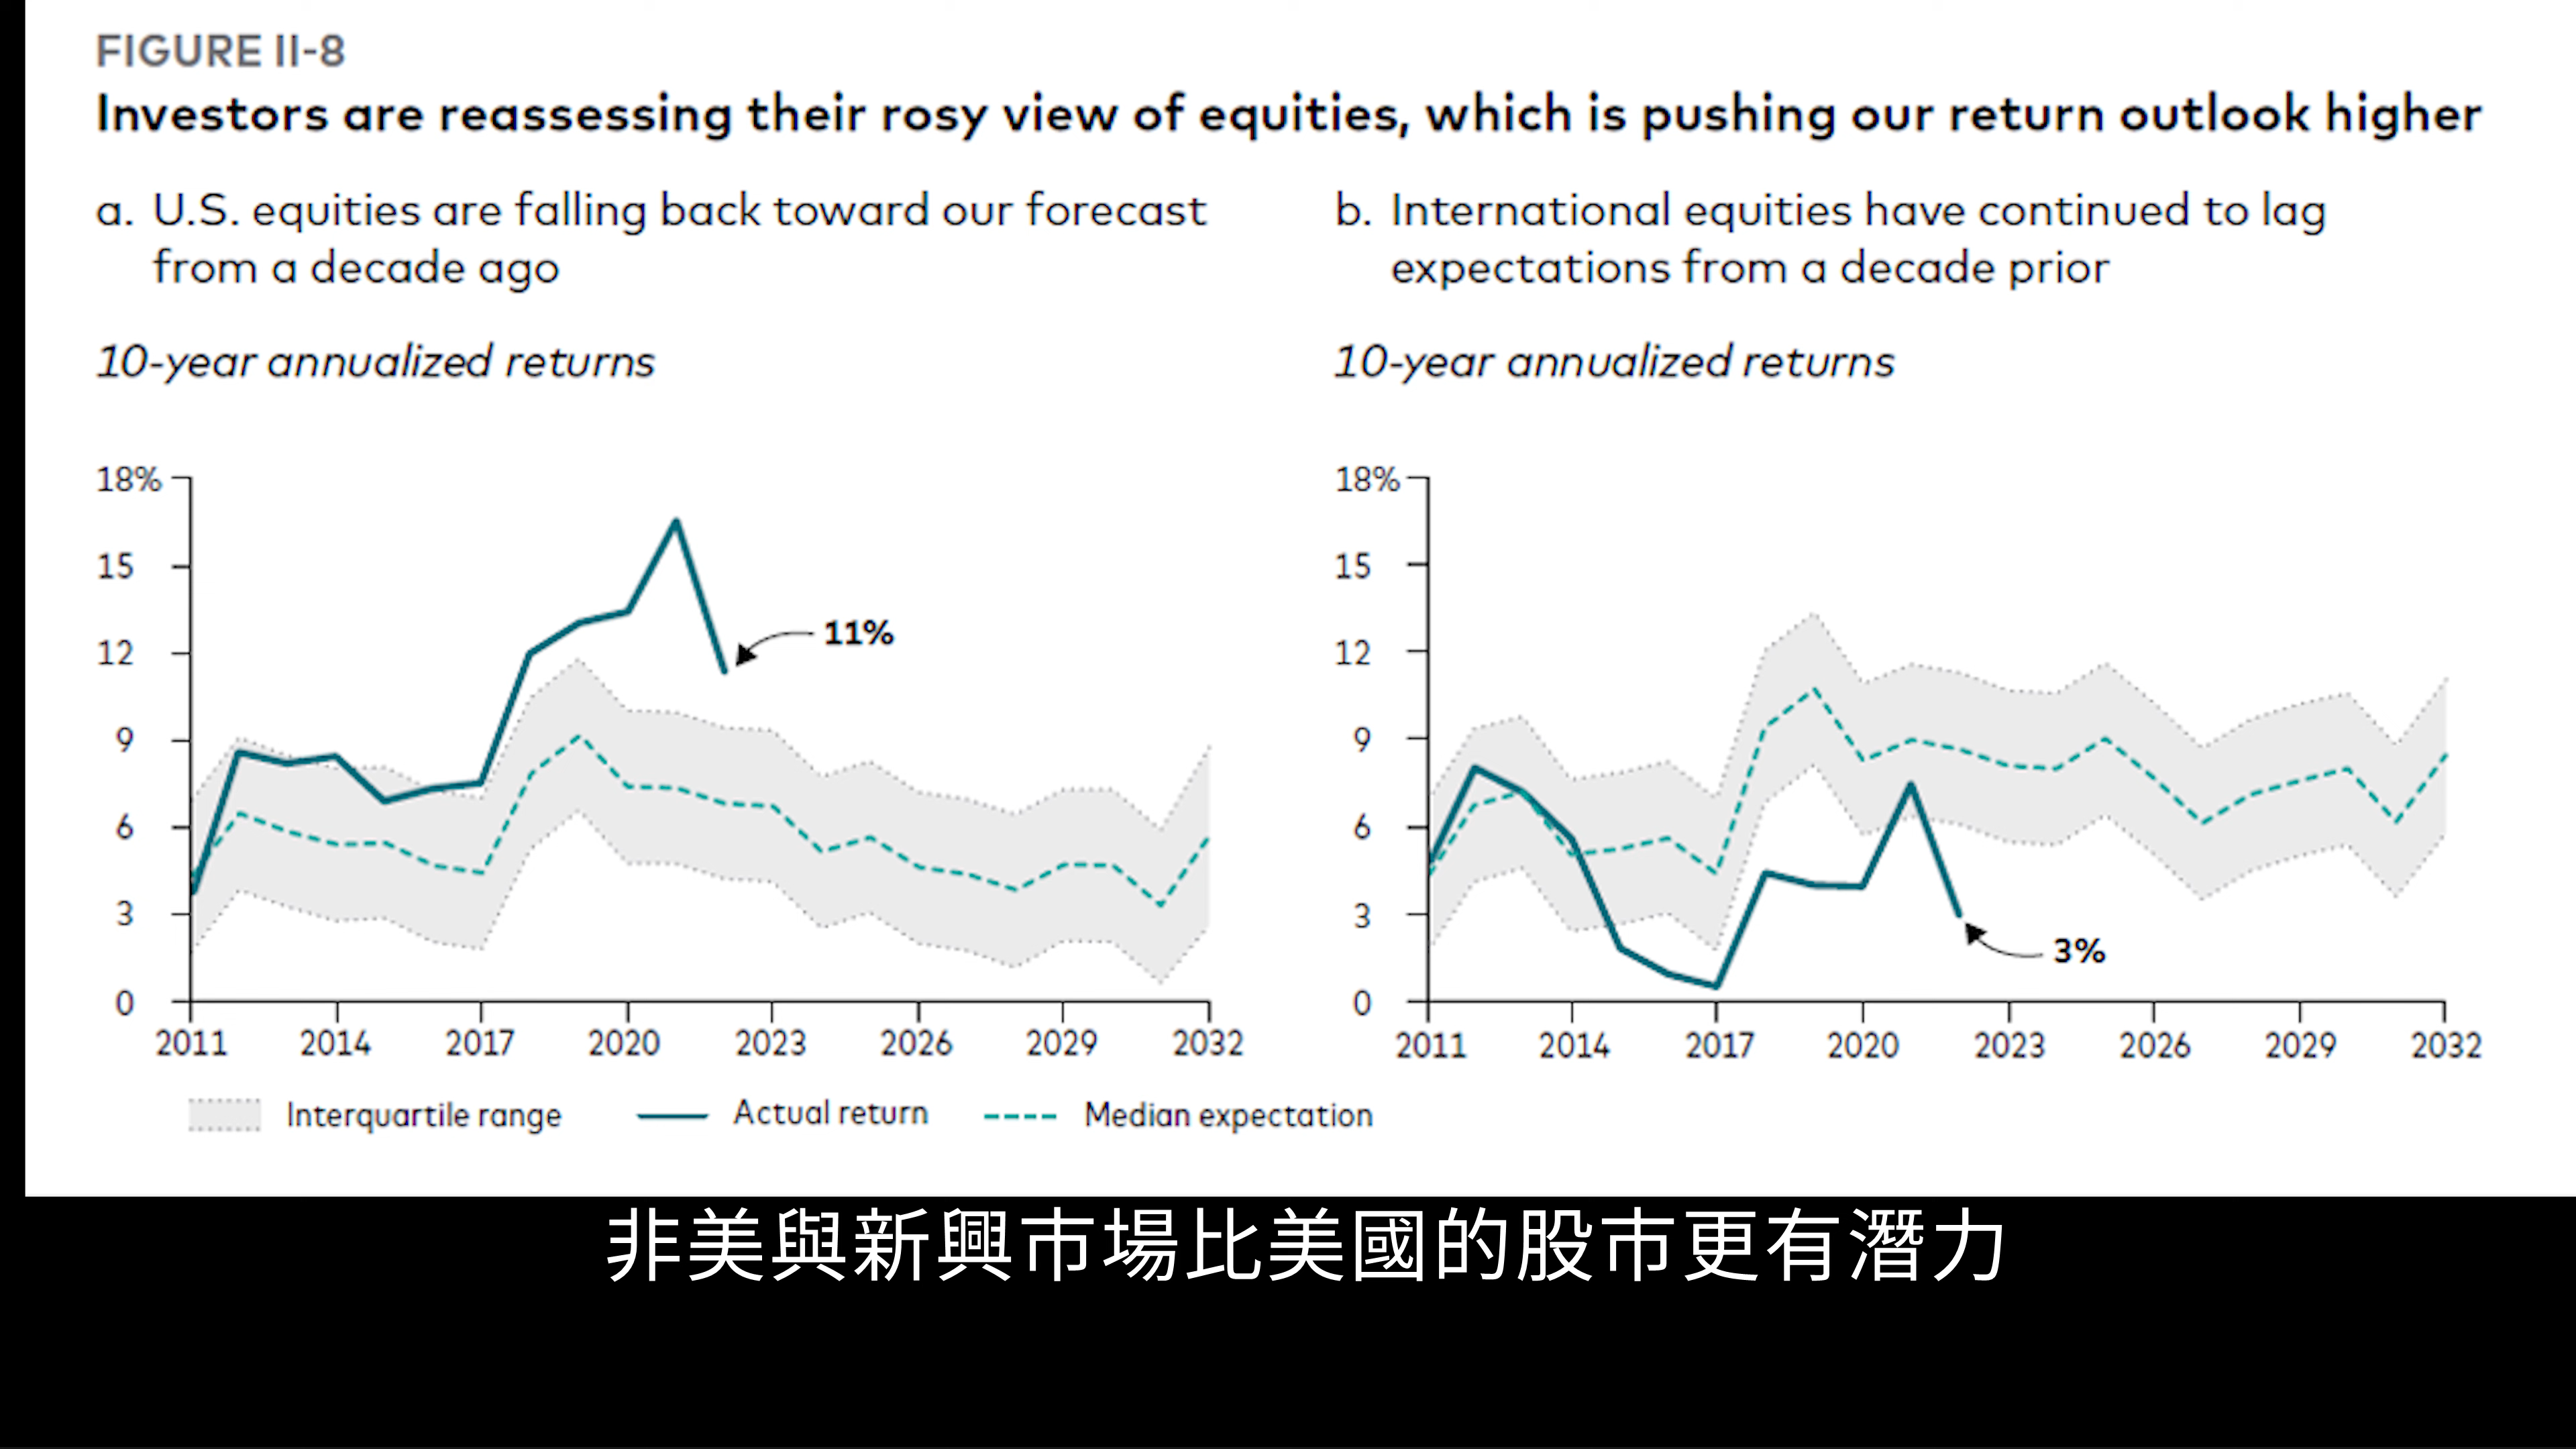 FIGURE II-8
Investors are reassessing their rosy view of equities, which is pushing our return outlook higher
a. U.S. equities are falling back toward our forecast
from a decade ago
10-year annualized returns
18%
15
12
9
6
3
0
11%
2011 2014 2017 2020 2023 2026 2029 2032
b. International equities have continued to lag
expectations from a decade prior
10-year annualized returns
18%
15
12
9
6
3
0
3%
2011 2014 2017 2020 2023 2026 2029 2032
Interquartile range Actual return Median expectation
非美與新興市場比美國的股市更有潛力